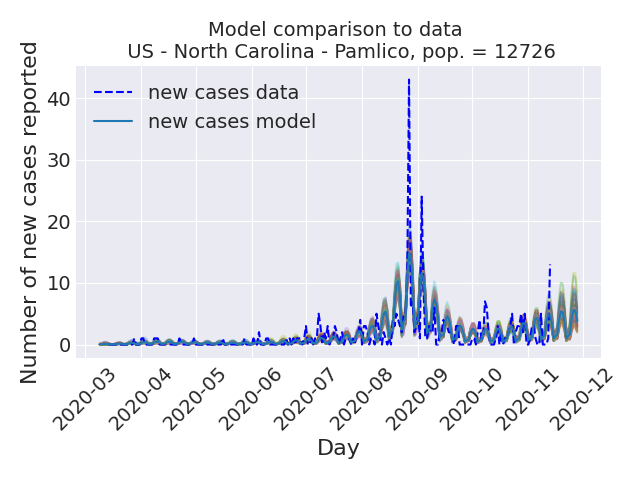 Model comparison to data
US - North Carolina - Pamlico, pop. = 12726
Number of new cases reported
40
30
20
10
0
new cases data
new cases model
2020-03
2020-04
2020-05
2020-06
2020-07
2020-08
2020-09
2020-10
2020-11
2020-12
Day